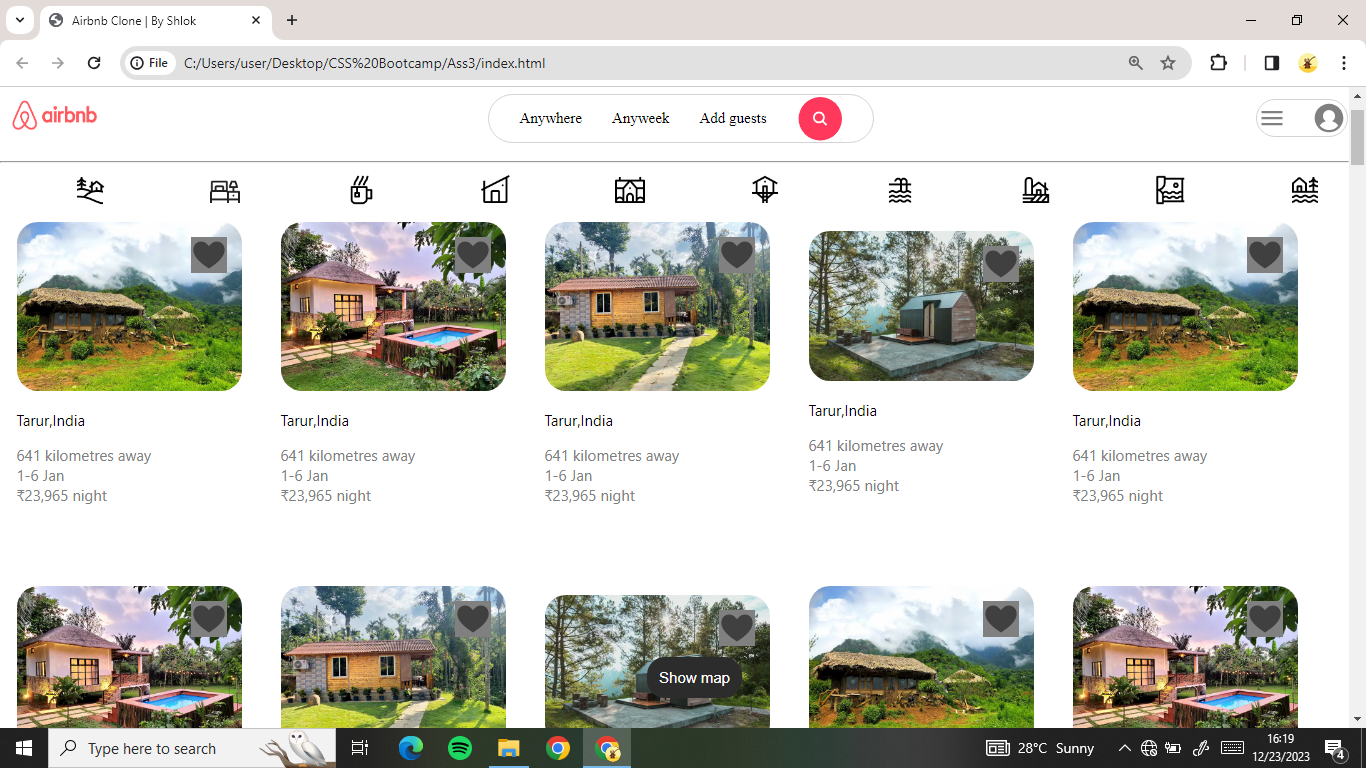 Airbnb Clone | By Shlok
File C:/Users/user/Desktop/CSS%20Bootcamp/Ass3/index.html
airbnb
Anywhere Anyweek Add guests
Tarur,India
641 kilometres away
1-6 Jan
₹23,965 night
Tarur,India
641 kilometres away
1-6 Jan
₹23,965 night
Tarur,India
641 kilometres away
1-6 Jan
₹23,965 night
Tarur,India
641 kilometres away
1-6 Jan
₹23,965 night
Tarur,India
641 kilometres away
1-6 Jan
₹23,965 night
Show map
Type here to search
28°C Sunny
16:19
12/23/2023
4